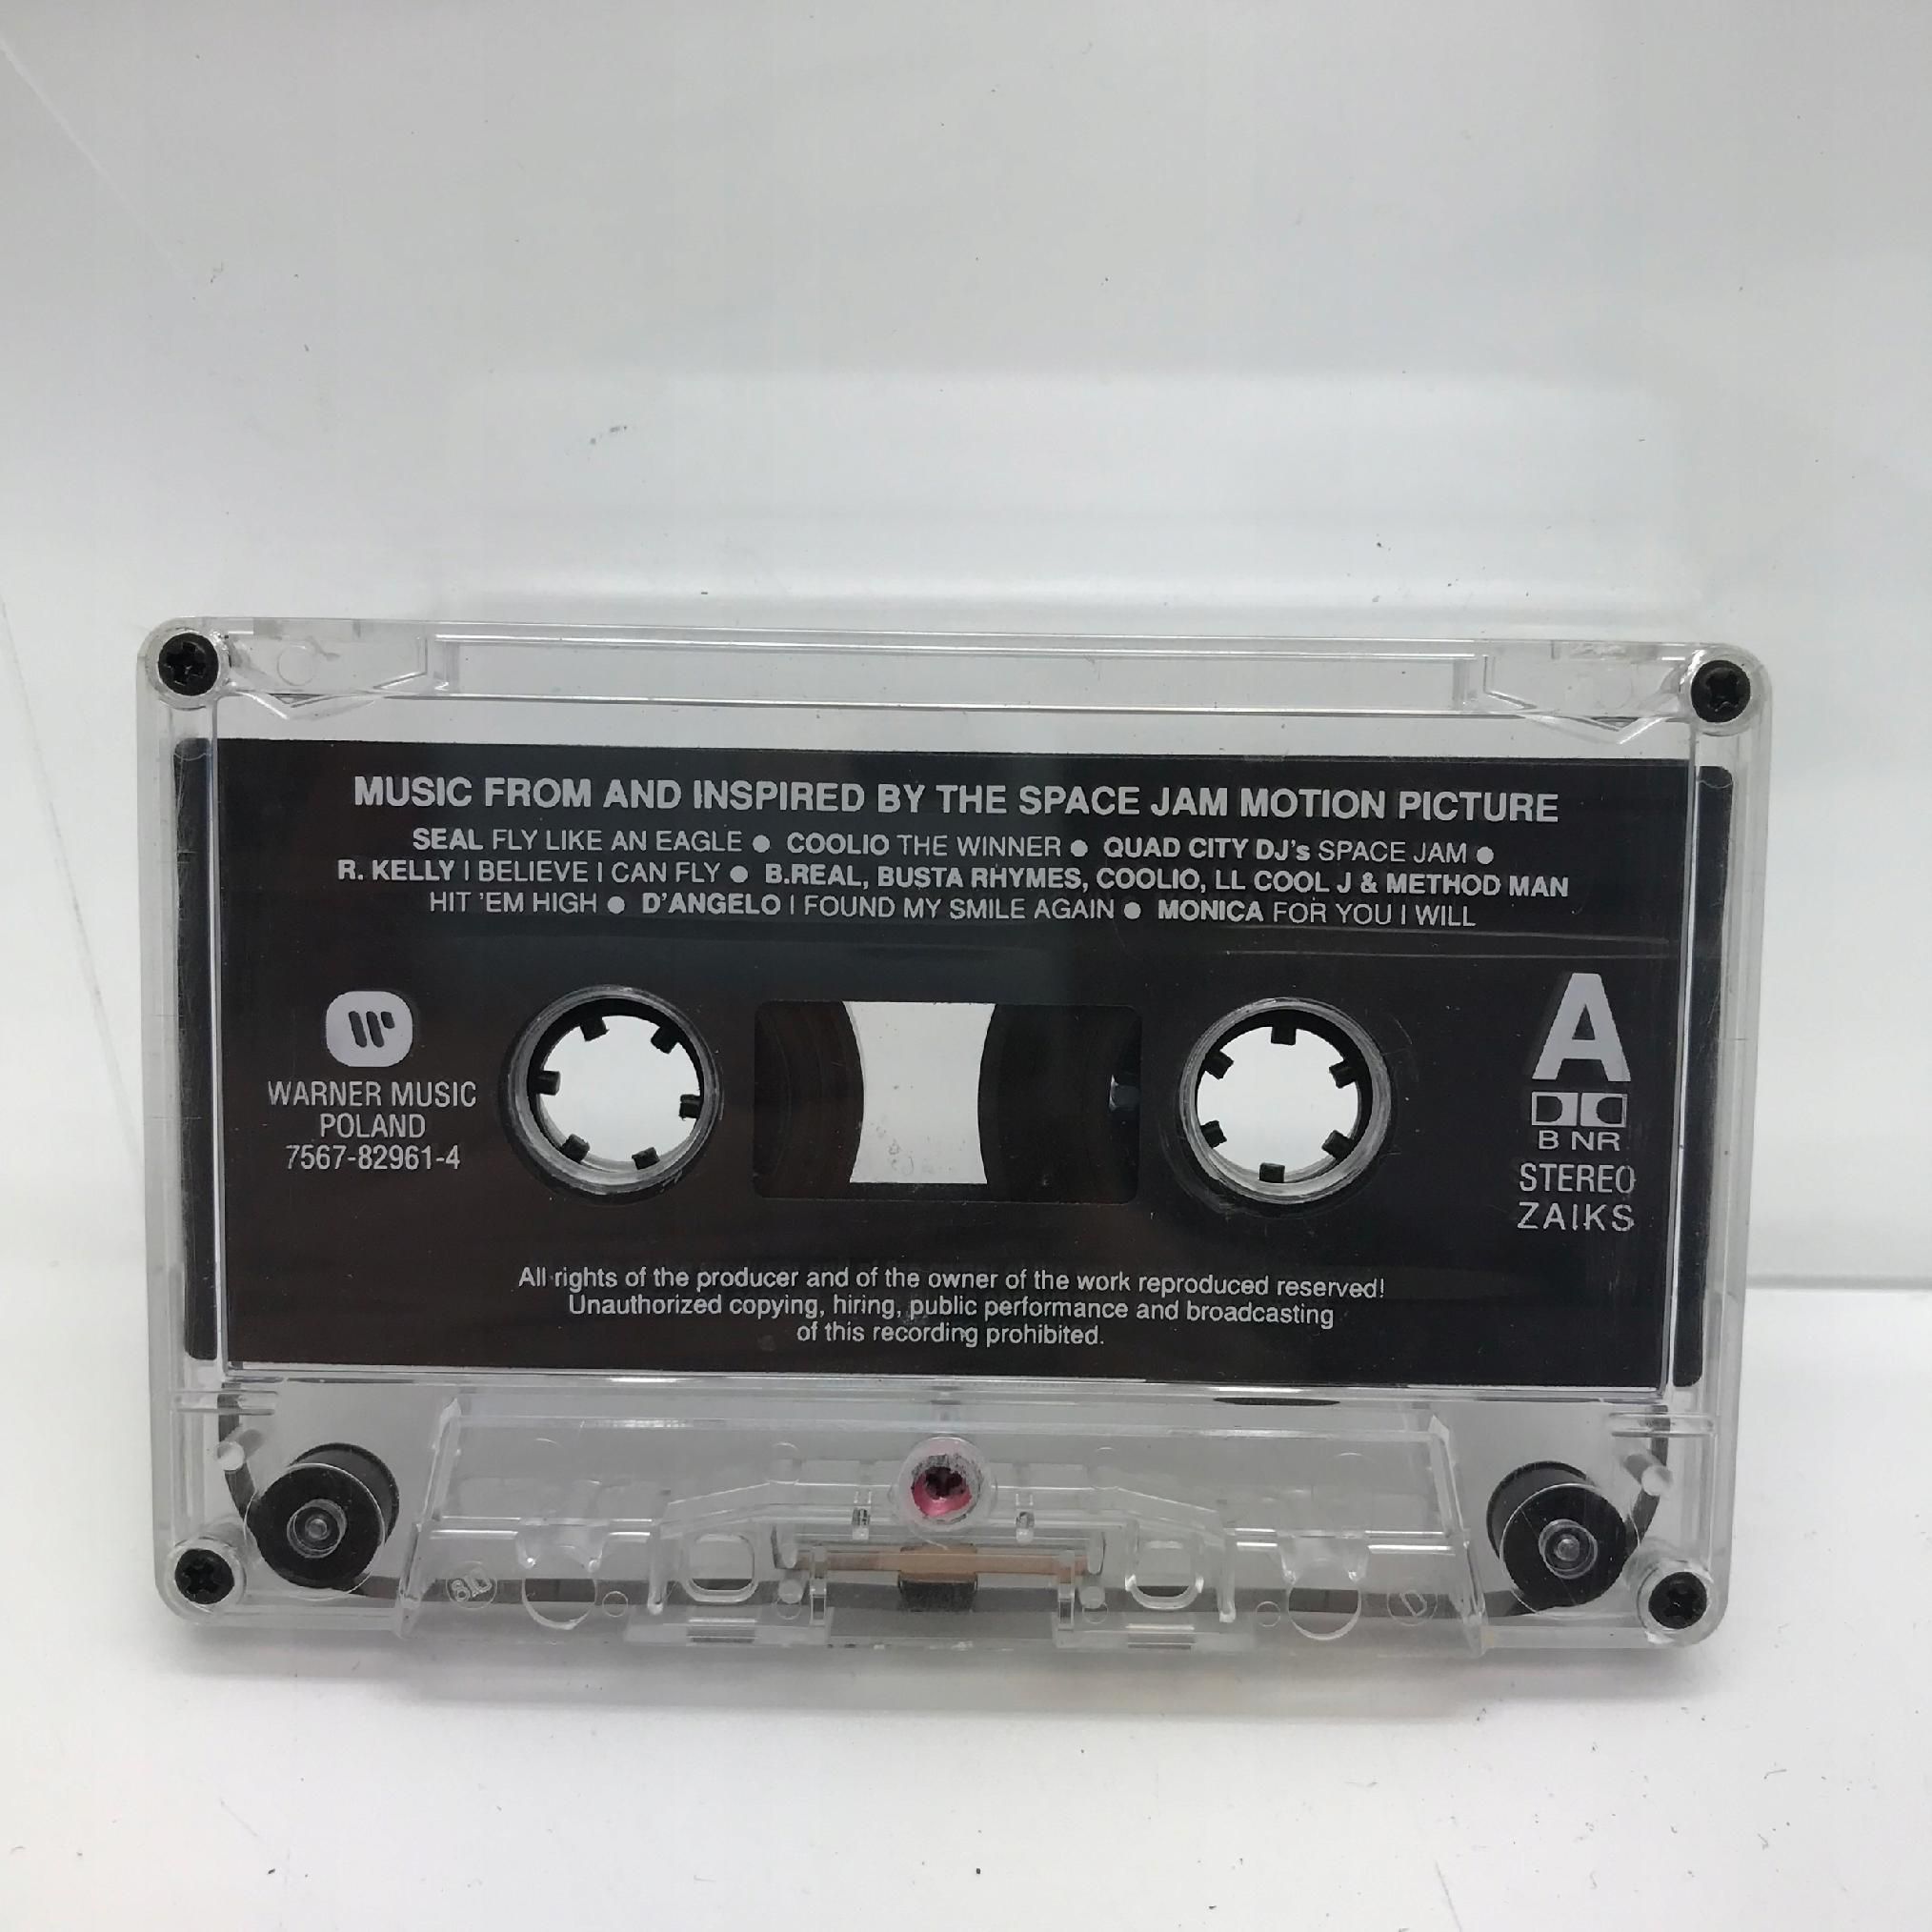 MUSIC FROM AND INSPIRED BY THE SPACE JAM MOTION PICTURE
SEAL FLY LIKE AN EAGLE ● COOLIO THE WINNER ● QUAD CITY DJ's SPACE JAM ●
R. KELLY I BELIEVE I CAN FLY ● B.REAL, BUSTA RHYMES, COOLIO, LL COOL J & METHOD MAN
HIT 'EM HIGH ● D'ANGELO I FOUND MY SMILE AGAIN ● MONICA FOR YOU I WILL
WARNER MUSIC
POLAND
7567-82961-4
A
B NR
STEREO
ZAIKS
All rights of the producer and of the owner of the work reproduced reserved!
Unauthorized copying, hiring, public performance and broadcasting
of this recording prohibited.